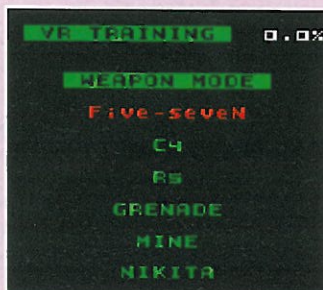 VR TRAINING 0.0%
WEAPON MODE
FiVe-seveN
C4
R5
GRENADE
MINE
NIKITA